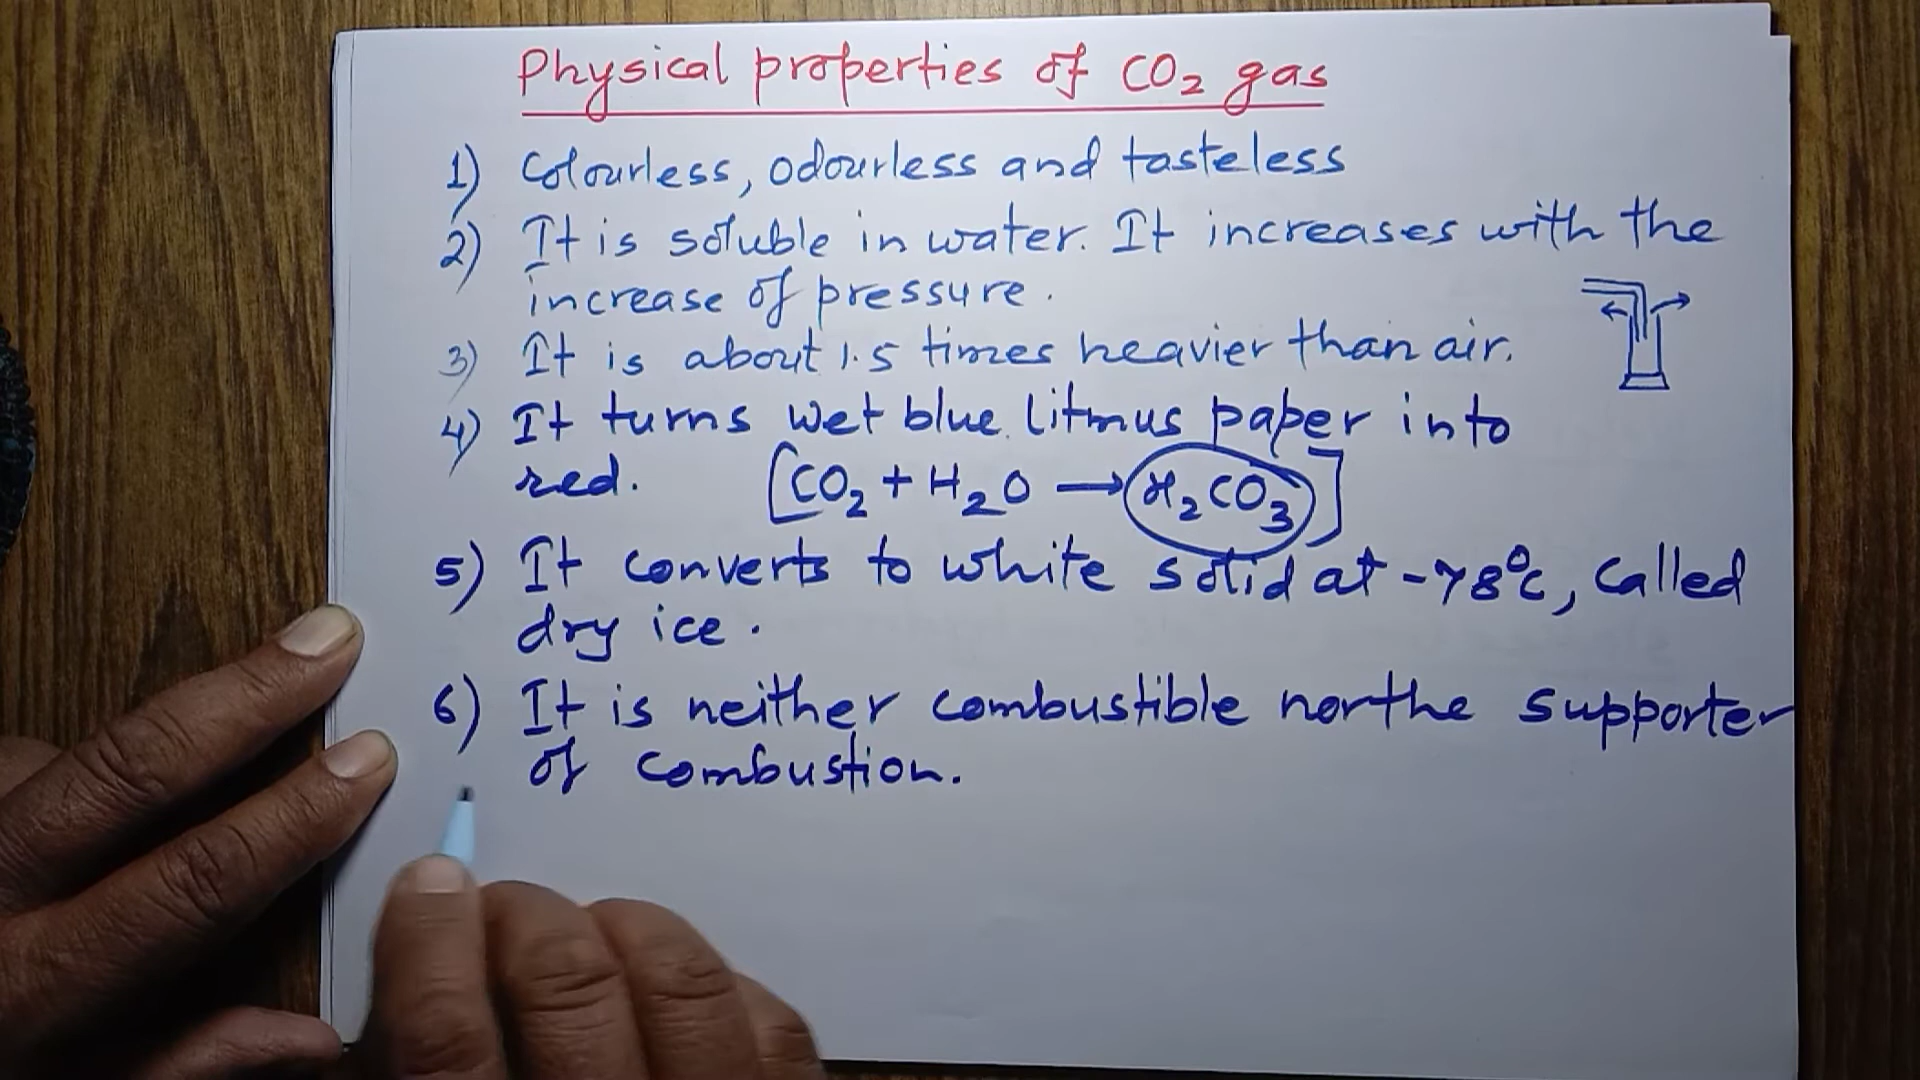 Physical properties of CO₂ gas
1) Colourless, odourless and tasteless
2) It is soluble in water. It increases with the
increase of pressure.
3) It is about 1.5 times heavier than air.
4) It turns wet blue litmus paper into
red. [CO₂ + H₂O → H₂CO₃]
5) It converts to white solid at -78°C, called
dry ice.
6) It is neither combustible nor the supporter
of combustion.